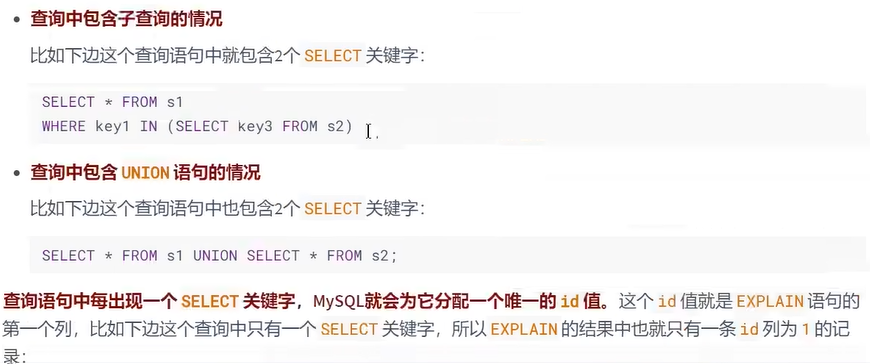 查询中包含子查询的情况
比如下边这个查询语句中就包含2个 SELECT 关键字：
SELECT * FROM s1
WHERE key1 IN (SELECT key3 FROM s2)
查询中包含 UNION 语句的情况
比如下边这个查询语句中也包含2个 SELECT 关键字：
SELECT * FROM s1 UNION SELECT * FROM s2;
查询语句中每出现一个 SELECT 关键字，MySQL就会为它分配一个唯一的 id 值。这个 id 值就是 EXPLAIN 语句的
第一个列，比如下边这个查询中只有一个 SELECT 关键字，所以 EXPLAIN 的结果中也就只有一条 id 列为 1 的记
录：